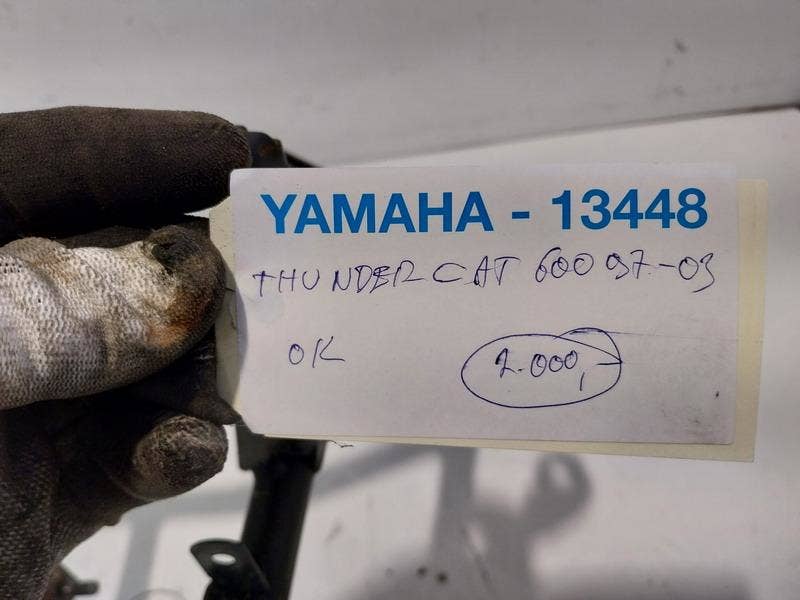 YAMAHA - 13448
THUNDERCAT 600 97-03
OK
2.000,-